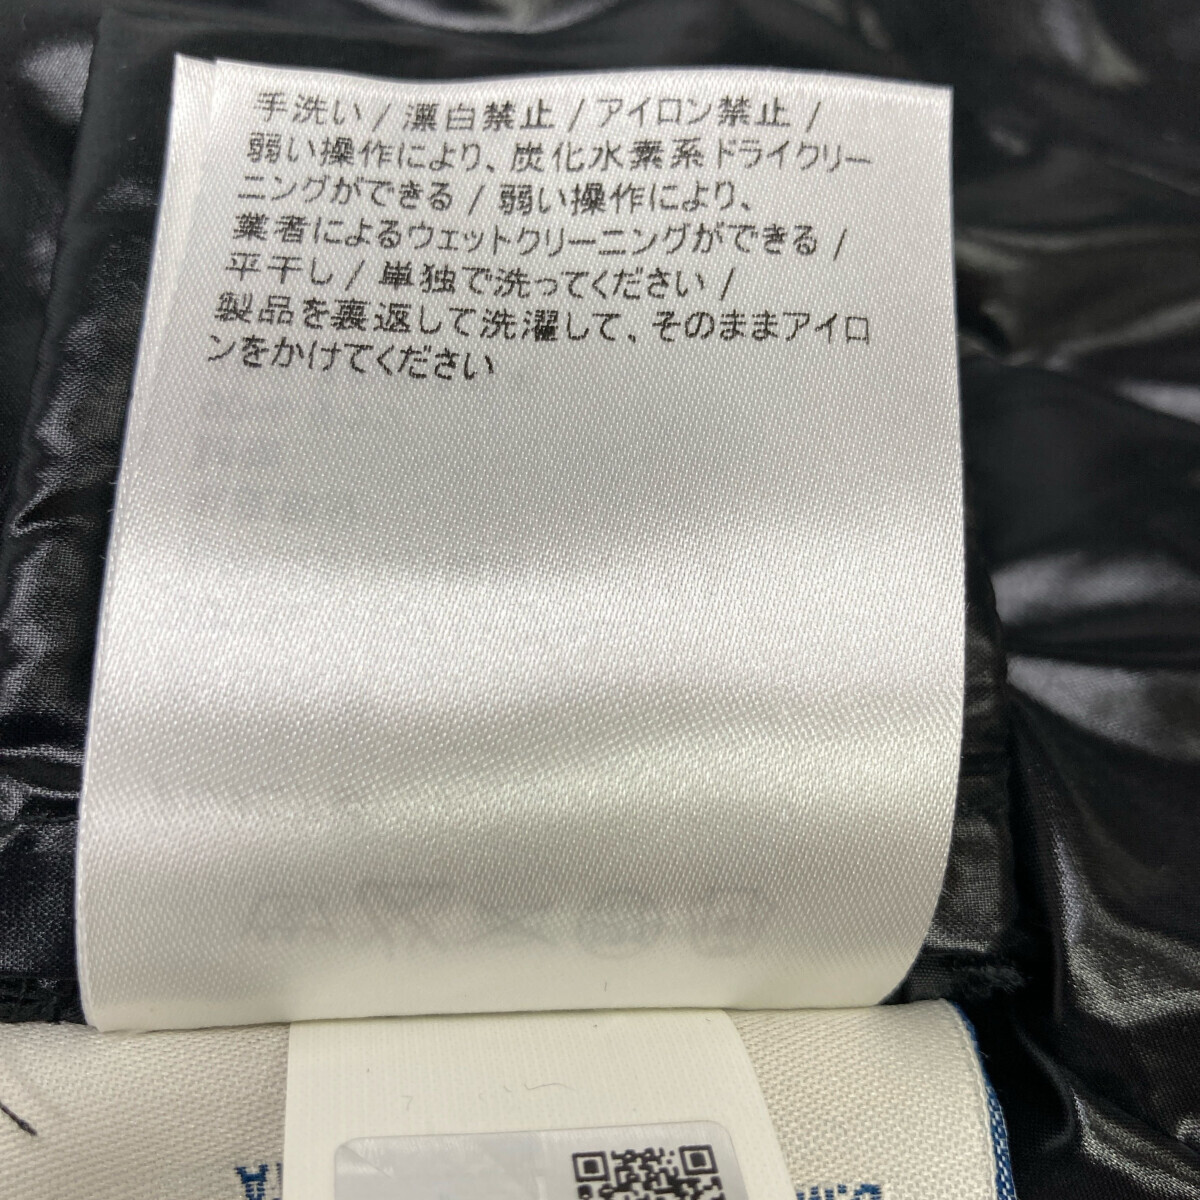 手洗い / 漂白禁止 / アイロン禁止 /
弱い操作により、炭化水素系ドライクリー
ニングができる / 弱い操作により、
業者によるウェットクリーニングができる /
平干し / 単独で洗ってください /
製品を裏返して洗濯して、そのままアイロ
ンをかけてください